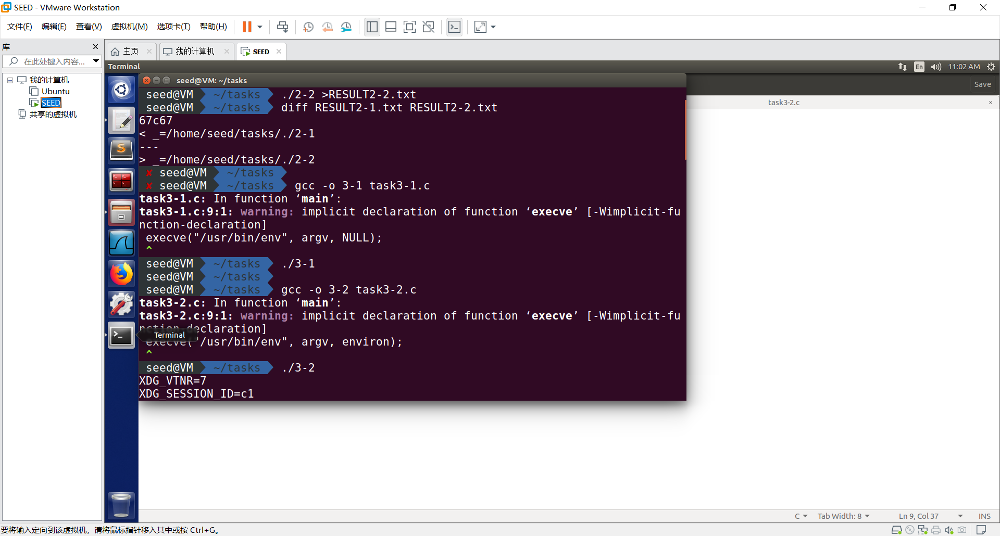 SEED - VMware Workstation
文件(F) 编辑(E) 查看(V) 虚拟机(M) 选项卡(T) 帮助(H)
库
在此处键入内容...
我的计算机
Ubuntu
SEED
共享的虚拟机
主页 我的计算机 SEED
Terminal
En 11:02 AM
seed@VM: ~/tasks
Save
task3-2.c
seed@VM ~/tasks ./2-2 >RESULT2-2.txt
seed@VM ~/tasks diff RESULT2-1.txt RESULT2-2.txt
67c67
< _=/home/seed/tasks/./2-1
---
> _=/home/seed/tasks/./2-2
✘ seed@VM ~/tasks
✘ seed@VM ~/tasks gcc -o 3-1 task3-1.c
task3-1.c: In function ‘main’:
task3-1.c:9:1: warning: implicit declaration of function ‘execve’ [-Wimplicit-fu
nction-declaration]
execve("/usr/bin/env", argv, NULL);
^
seed@VM ~/tasks ./3-1
seed@VM ~/tasks
seed@VM ~/tasks gcc -o 3-2 task3-2.c
task3-2.c: In function ‘main’:
task3-2.c:9:1: warning: implicit declaration of function ‘execve’ [-Wimplicit-fu
nction-declaration]
Terminal
execve("/usr/bin/env", argv, environ);
^
seed@VM ~/tasks ./3-2
XDG_VTNR=7
XDG_SESSION_ID=c1
C Tab Width: 8 Ln 9, Col 37 INS
要将输入定向到该虚拟机，请将鼠标指针移入其中或按 Ctrl+G。